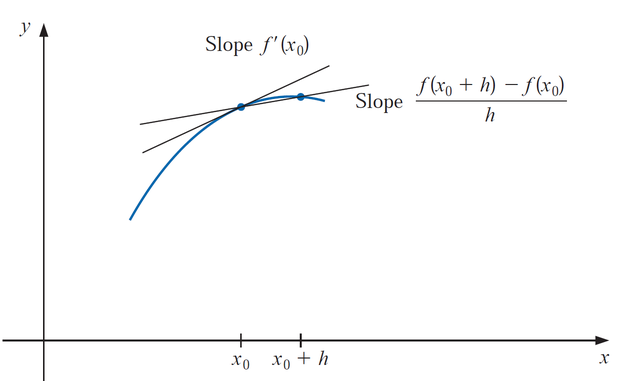 y
Slope f′(x₀)
Slope f(x₀ + h) − f(x₀)
h
x₀ x₀ + h x